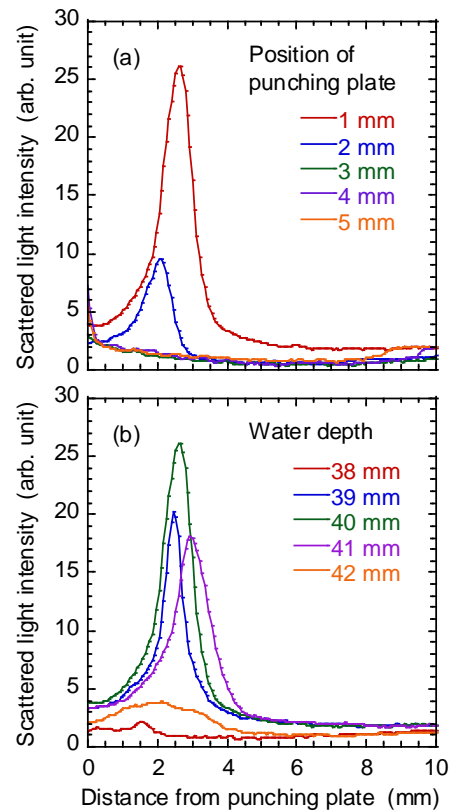 Scattered light intensity (arb. unit)
30
25
20
15
10
5
0
(a)
Position of
punching plate
1 mm
2 mm
3 mm
4 mm
5 mm
Scattered light intensity (arb. unit)
30
25
20
15
10
5
0
(b)
Water depth
38 mm
39 mm
40 mm
41 mm
42 mm
0 2 4 6 8 10
Distance from punching plate (mm)